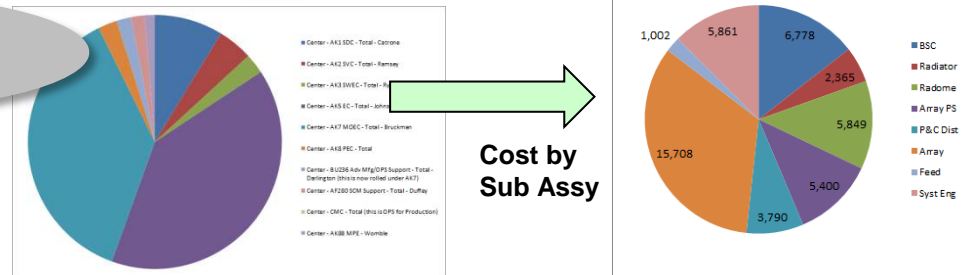 Center - AK1 SDC - Total - Catrone
Center - AK2 SVC - Total - Ramsey
Center - AK3 SWEC - Total -
Center - AK5 EC - Total - Johns
Center - AK7 MDEC - Total - Bruckman
Center - AK8 PEC - Total
Center - BU236 Adv Mfg/OPS Support - Total -
Darlington (this is now rolled under AK7)
Center - AF260 SCM Support - Total - Duffay
Center - CMC - Total (this is OPS for Production)
Center - AK88 MPE - Womble
Cost by
Sub Assy
6,778
2,365
5,849
5,400
3,790
15,708
1,002
5,861
BSC
Radiator
Radome
Array PS
P&C Dist
Array
Feed
Syst Eng